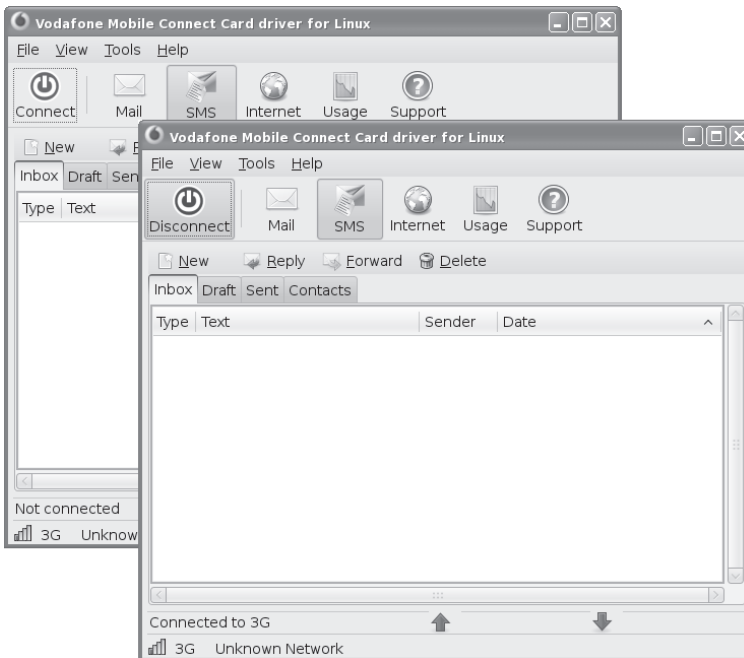 Vodafone Mobile Connect Card driver for Linux
File View Tools Help
Connect Mail SMS Internet Usage Support
New
Inbox Draft Sen
Type Text
Not connected
3G Unknow
Vodafone Mobile Connect Card driver for Linux
File View Tools Help
Disconnect Mail SMS Internet Usage Support
New Reply Forward Delete
Inbox Draft Sent Contacts
Type Text Sender Date
Connected to 3G
3G Unknown Network